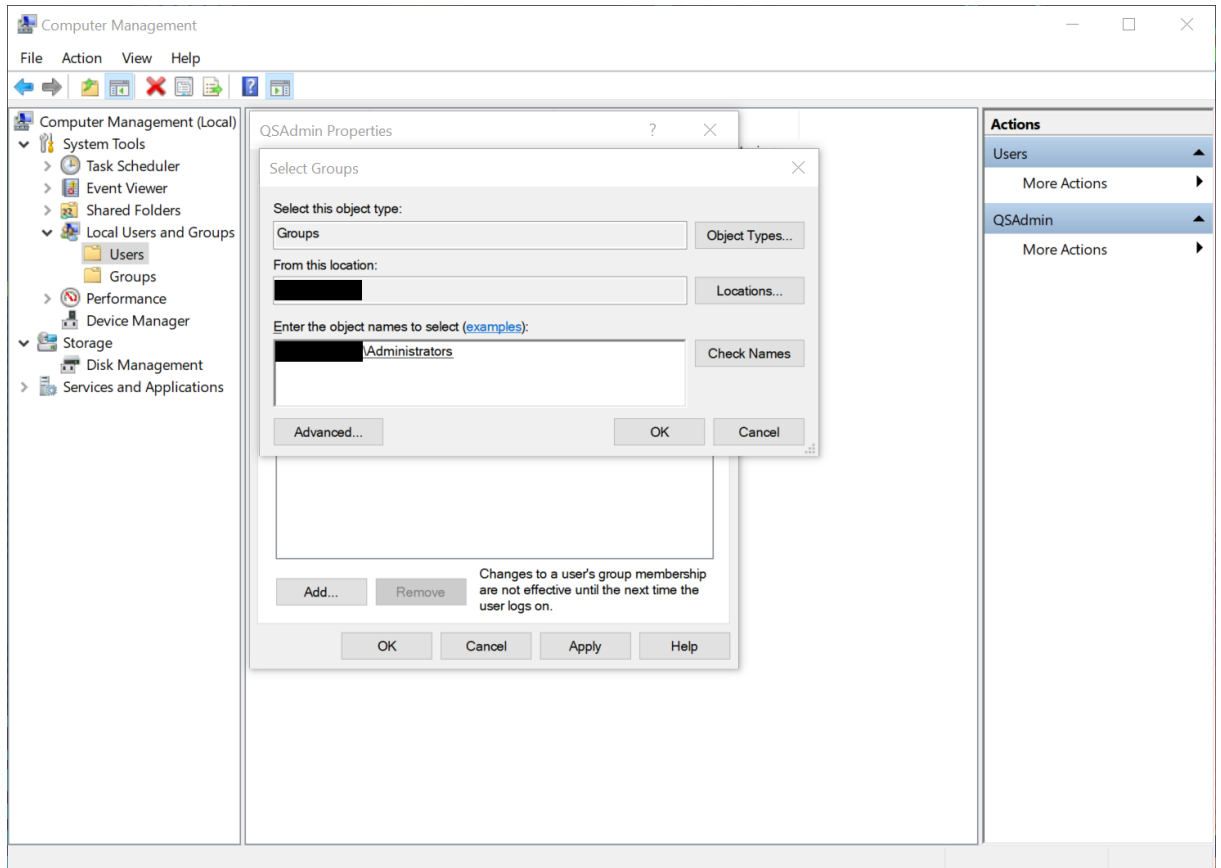 Computer Management
File Action View Help
Computer Management (Local)
System Tools
Task Scheduler
Event Viewer
Shared Folders
Local Users and Groups
Users
Groups
Performance
Device Manager
Storage
Disk Management
Services and Applications
QSAdmin Properties ?
Select Groups
Select this object type:
Groups
Object Types...
From this location:
Locations...
Enter the object names to select (examples):
\Administrators
Check Names
Advanced...
OK
Cancel
Add...
Remove
Changes to a user's group membership
are not effective until the next time the
user logs on.
OK
Cancel
Apply
Help
Actions
Users
More Actions
QSAdmin
More Actions